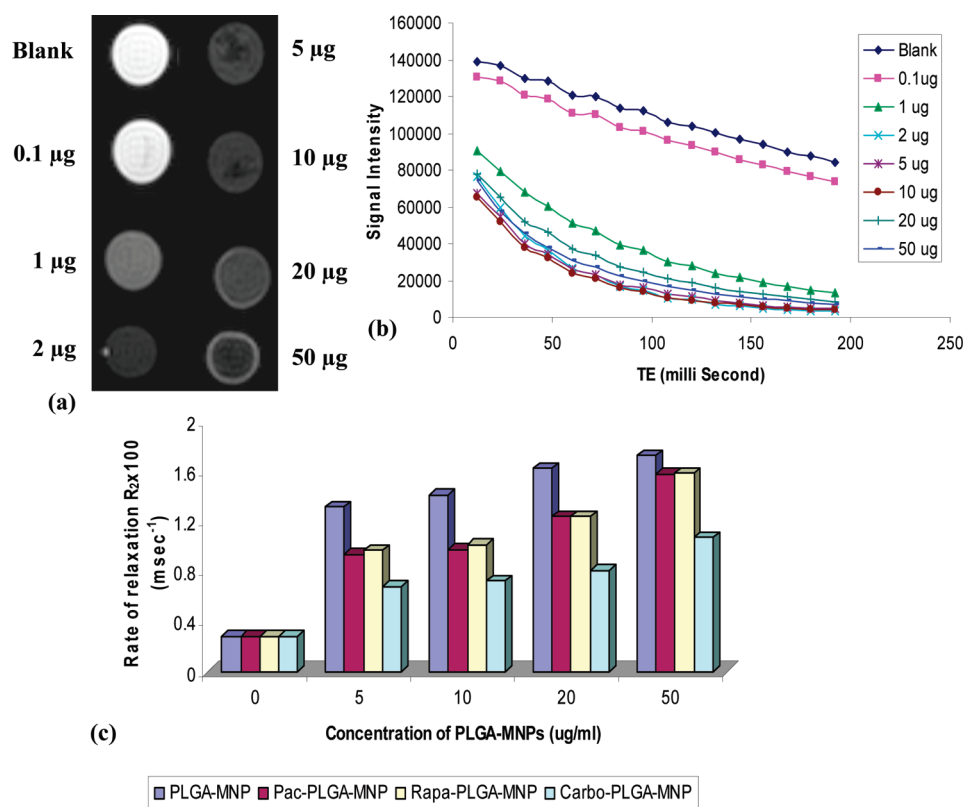 Blank
5 µg
0.1 µg
10 µg
1 µg
20 µg
2 µg
50 µg
(a)
160000
140000
120000
100000
80000
60000
40000
20000
0
Signal Intensity
0 50 100 150 200 250
TE (milli Second)
Blank
0.1ug
1 ug
2 ug
5 ug
10 ug
20 ug
50 ug
(b)
2
1.6
1.2
0.8
0.4
0
Rate of relaxation R₂x100
(msec⁻¹)
0 5 10 20 50
Concentration of PLGA-MNPs (ug/ml)
(c)
PLGA-MNP Pac-PLGA-MNP Rapa-PLGA-MNP Carbo-PLGA-MNP